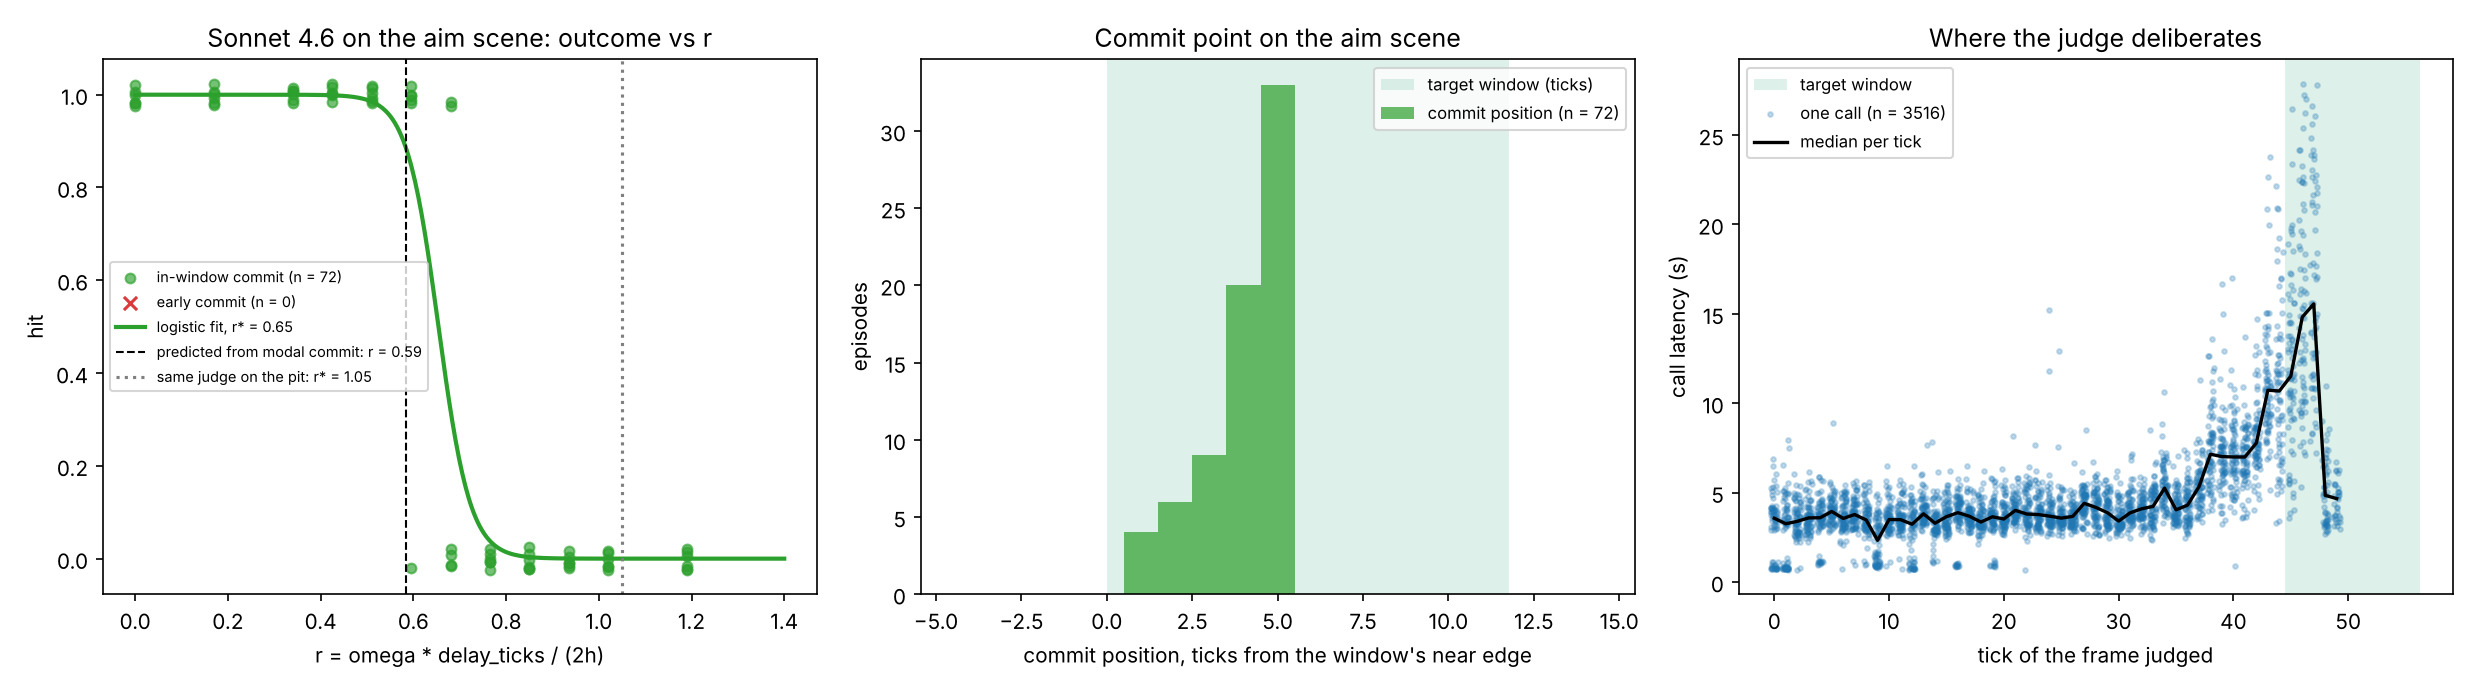 Sonnet 4.6 on the aim scene: outcome vs r
hit
1.0
0.8
0.6
0.4
0.2
0.0
in-window commit (n = 72)
early commit (n = 0)
logistic fit, r* = 0.65
predicted from modal commit: r = 0.59
same judge on the pit: r* = 1.05
0.0 0.2 0.4 0.6 0.8 1.0 1.2 1.4
r = omega * delay_ticks / (2h)
Commit point on the aim scene
episodes
30
25
20
15
10
5
0
target window (ticks)
commit position (n = 72)
−5.0 −2.5 0.0 2.5 5.0 7.5 10.0 12.5 15.0
commit position, ticks from the window's near edge
Where the judge deliberates
call latency (s)
25
20
15
10
5
0
target window
one call (n = 3516)
median per tick
0 10 20 30 40 50
tick of the frame judged